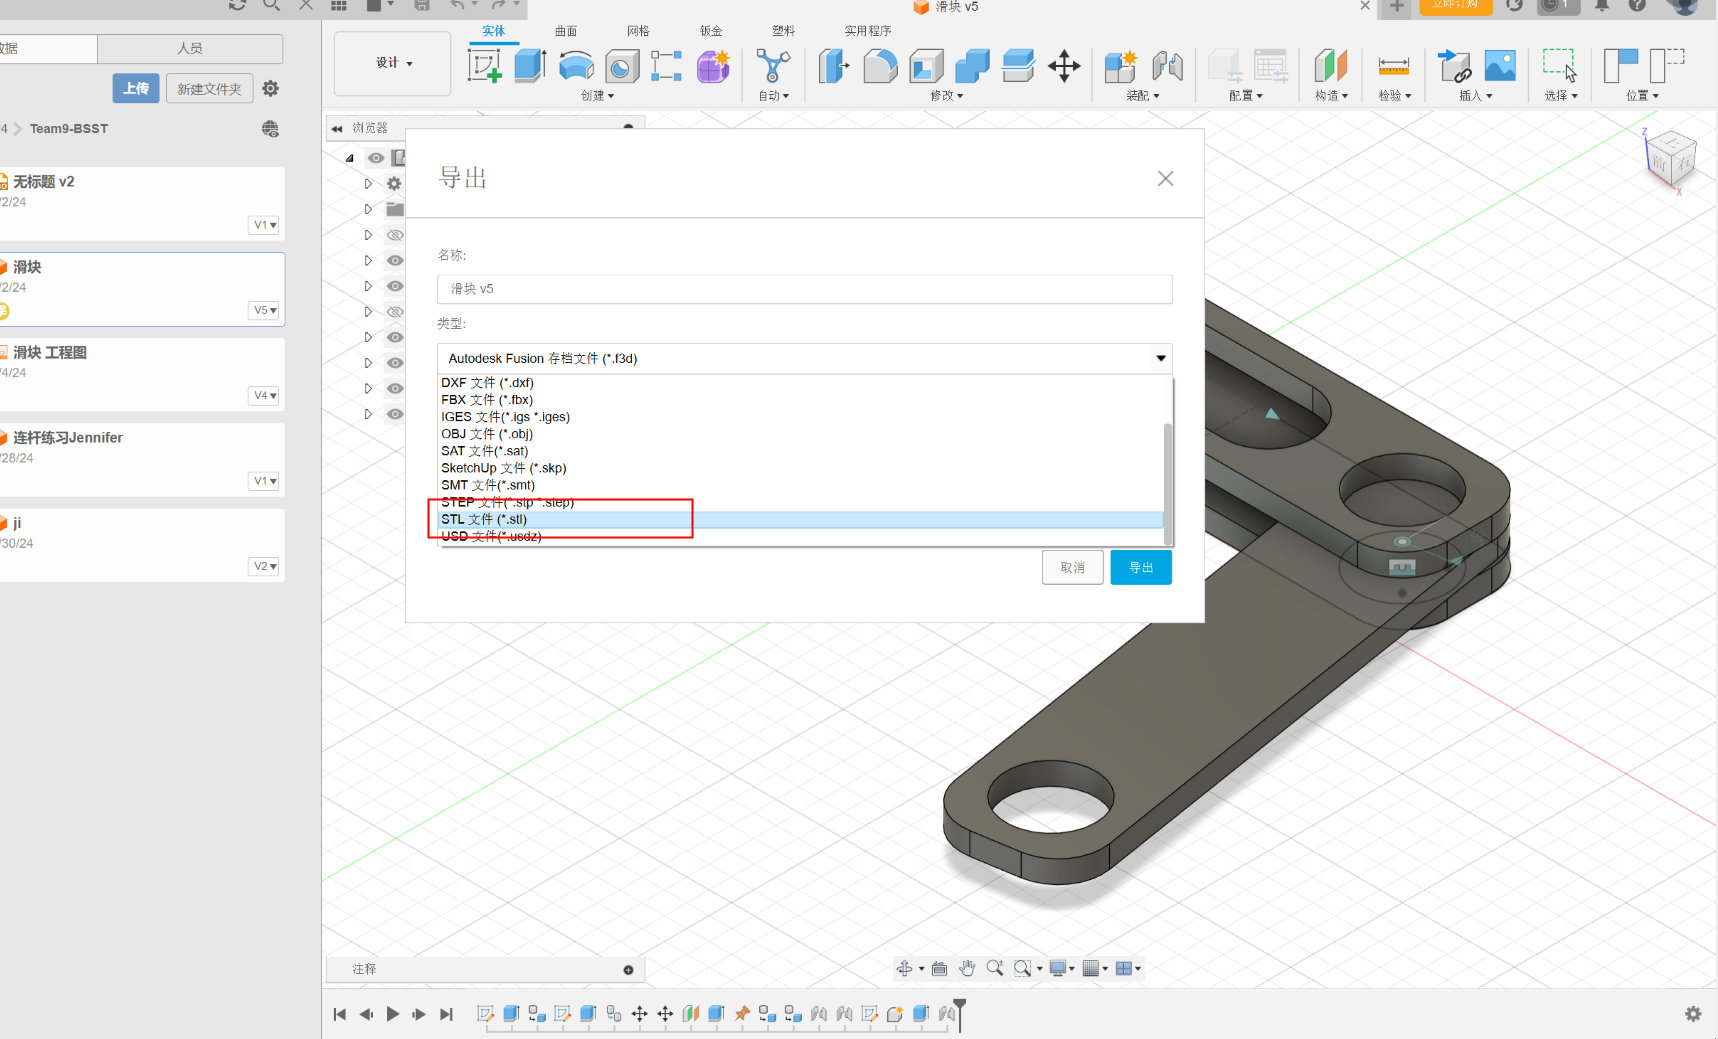 滑块 v5
立即订购
1
数据
人员
上传
新建文件夹
4
Team9-BSST
无标题 v2
/2/24
V1
滑块
/2/24
V5
滑块 工程图
/4/24
V4
连杆练习Jennifer
/28/24
V1
ji
/30/24
V2
设计
实体
曲面
网格
钣金
塑料
实用程序
创建
自动
修改
装配
配置
构造
检验
插入
选择
位置
浏览器
导出
名称:
滑块 v5
类型:
Autodesk Fusion 存档文件 (*.f3d)
DXF 文件 (*.dxf)
FBX 文件 (*.fbx)
IGES 文件(*.igs *.iges)
OBJ 文件 (*.obj)
SAT 文件(*.sat)
SketchUp 文件 (*.skp)
SMT 文件(*.smt)
STEP 文件(*.stp *.step)
STL 文件 (*.stl)
USD 文件(*.usdz)
取消
导出
Z
X
注释